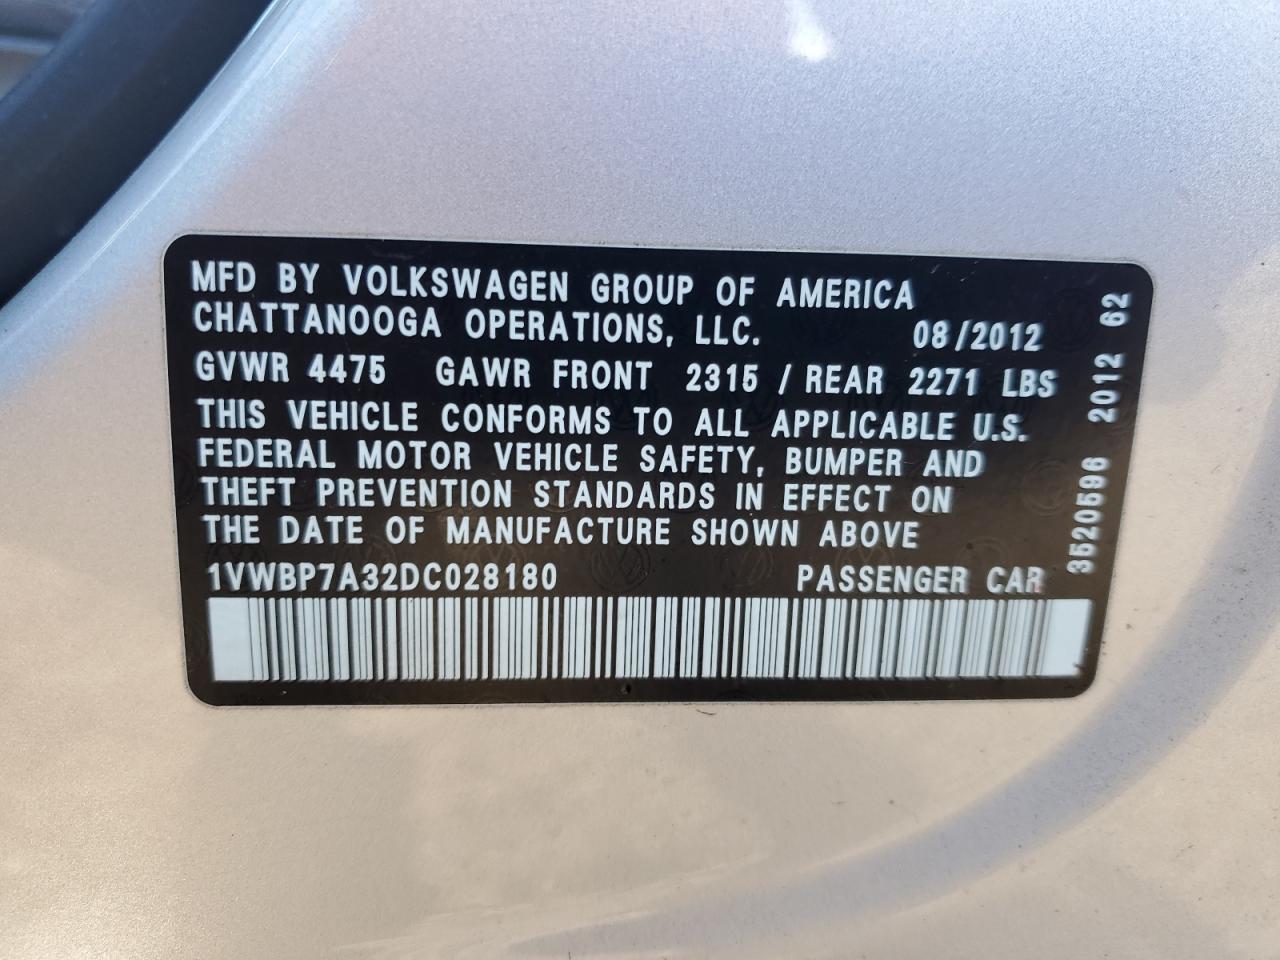 MFD BY VOLKSWAGEN GROUP OF AMERICA
CHATTANOOGA OPERATIONS, LLC. 08/2012
GVWR 4475 GAWR FRONT 2315 / REAR 2271 LBS
THIS VEHICLE CONFORMS TO ALL APPLICABLE U.S.
FEDERAL MOTOR VEHICLE SAFETY, BUMPER AND
THEFT PREVENTION STANDARDS IN EFFECT ON
THE DATE OF MANUFACTURE SHOWN ABOVE
1VWBP7A32DC028180 PASSENGER CAR
3520596 2012 62